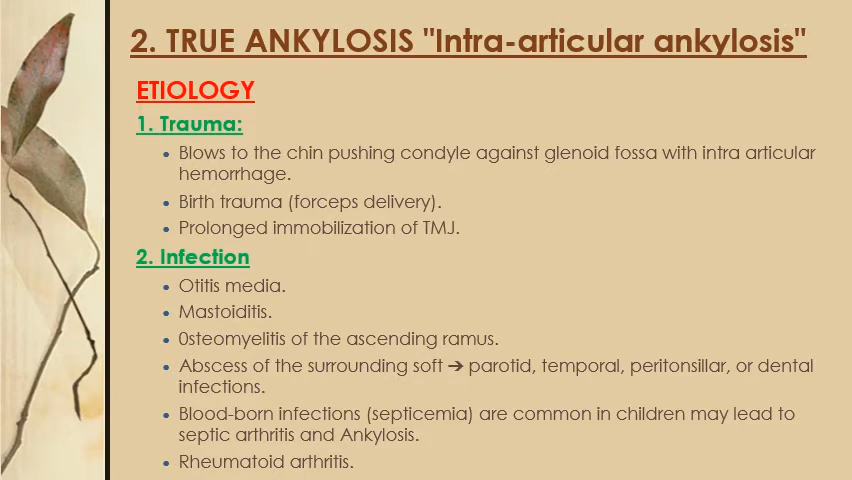 2. TRUE ANKYLOSIS "Intra-articular ankylosis"
ETIOLOGY
1. Trauma:
• Blows to the chin pushing condyle against glenoid fossa with intra articular
hemorrhage.
• Birth trauma (forceps delivery).
• Prolonged immobilization of TMJ.
2. Infection
• Otitis media.
• Mastoiditis.
• 0steomyelitis of the ascending ramus.
• Abscess of the surrounding soft ➔ parotid, temporal, peritonsillar, or dental
infections.
• Blood-born infections (septicemia) are common in children may lead to
septic arthritis and Ankylosis.
• Rheumatoid arthritis.